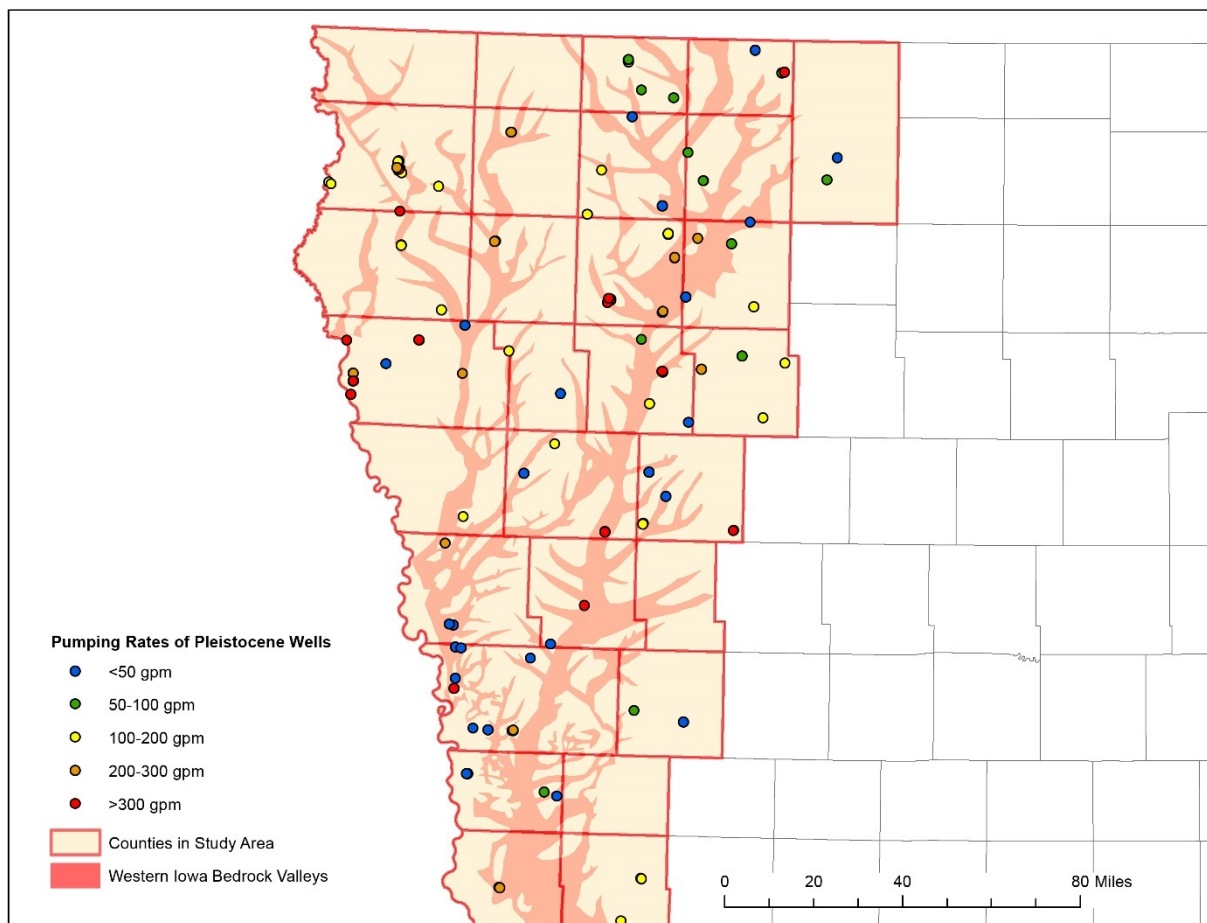 Pumping Rates of Pleistocene Wells
<50 gpm
50-100 gpm
100-200 gpm
200-300 gpm
>300 gpm
Counties in Study Area
Western Iowa Bedrock Valleys
0 20 40 80 Miles